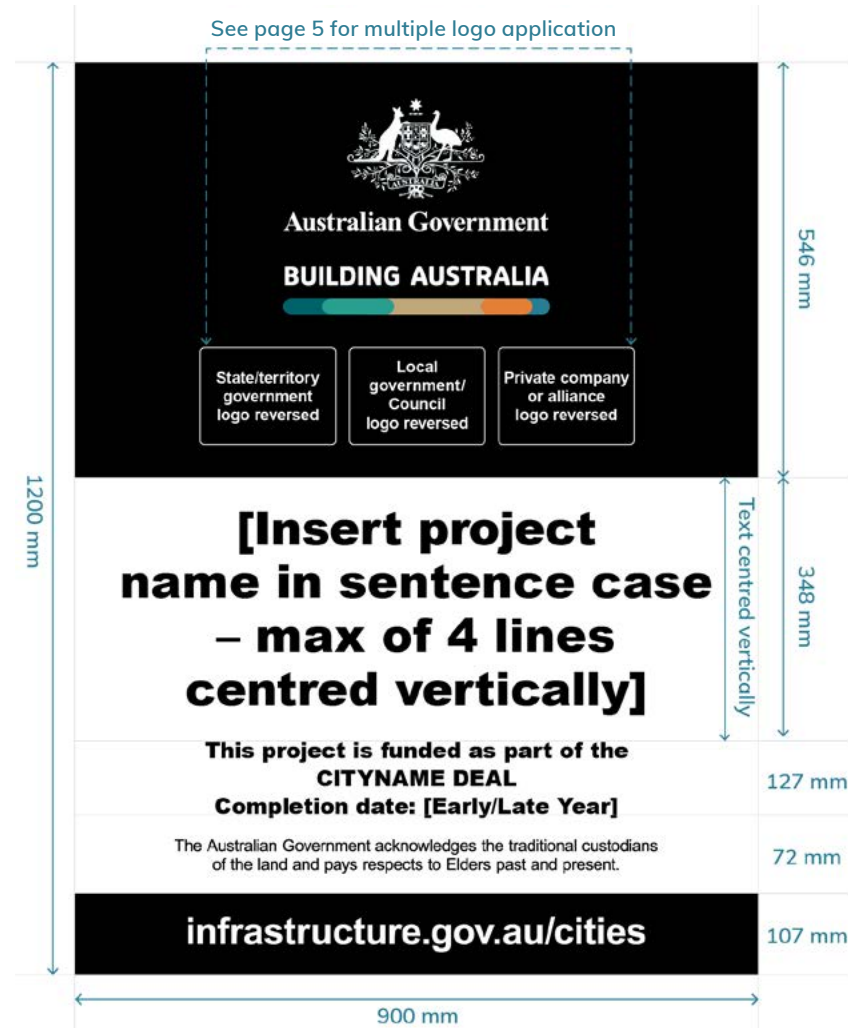 See page 5 for multiple logo application
AUSTRALIA
Australian Government
BUILDING AUSTRALIA
State/territory
government
logo reversed
Local
government/
Council
logo reversed
Private company
or alliance
logo reversed
546 mm
1200 mm
[Insert project
name in sentence case
– max of 4 lines
centred vertically]
Text centred vertically
348 mm
This project is funded as part of the
CITYNAME DEAL
Completion date: [Early/Late Year]
127 mm
The Australian Government acknowledges the traditional custodians
of the land and pays respects to Elders past and present.
72 mm
infrastructure.gov.au/cities
107 mm
900 mm